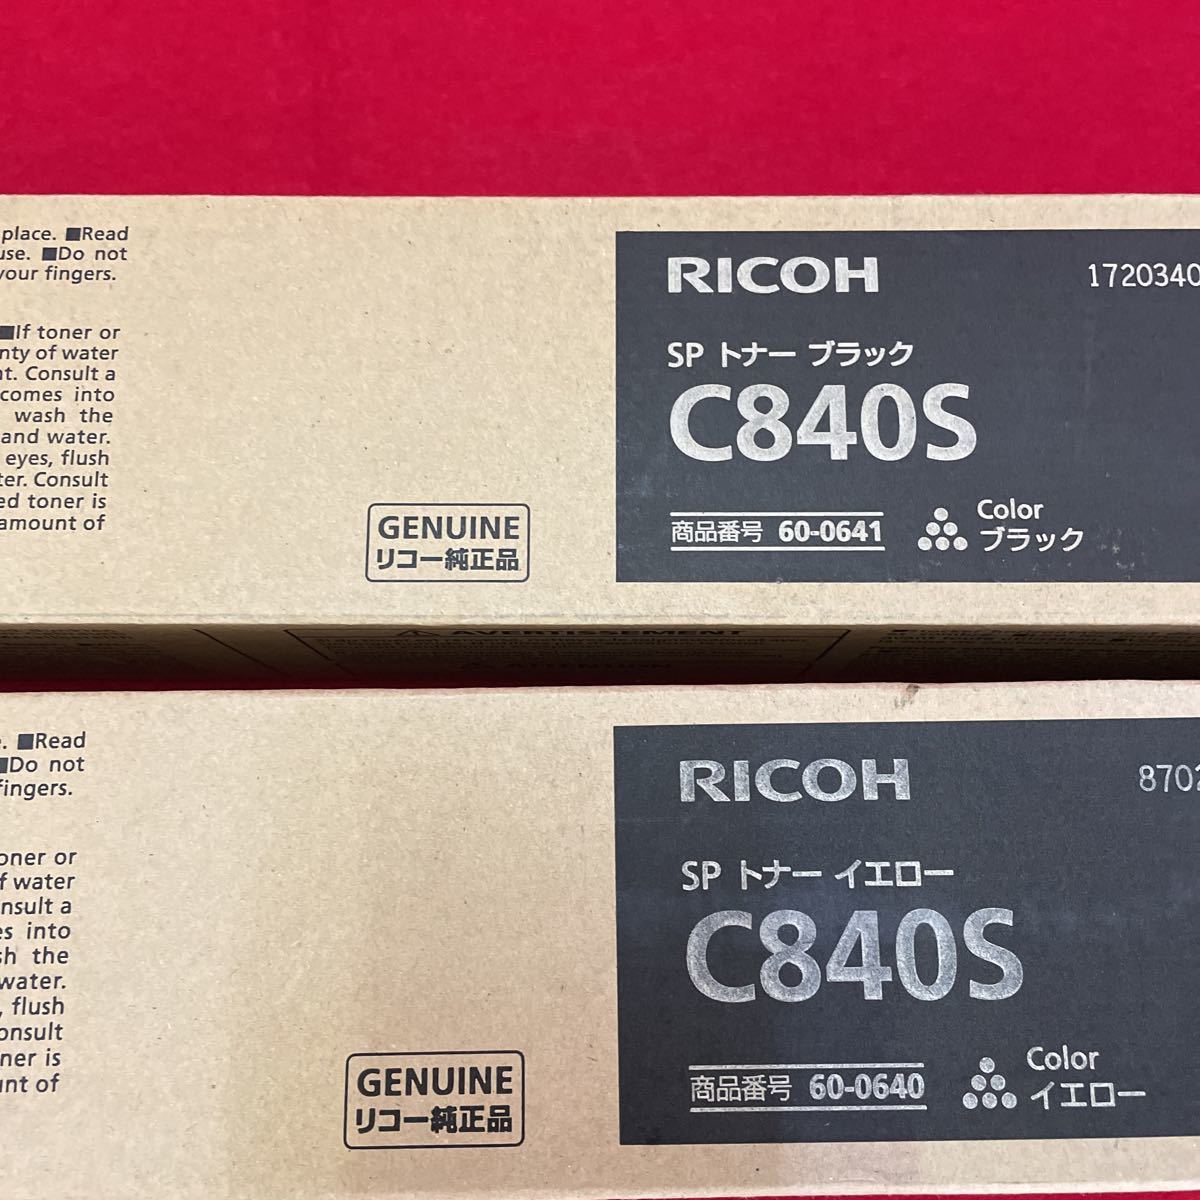 place. ■Read
use. ■Do not
your fingers.
■If toner or
nty of water
nt. Consult a
comes into
wash the
and water.
eyes, flush
ter. Consult
ed toner is
amount of
GENUINE
リコー純正品
RICOH
1720340
SP トナー ブラック
C840S
商品番号 60-0641
Color
ブラック
⚠ AVERTISSEMENT
⚠ ATTENTION
. ■Read
■Do not
fingers.
oner or
f water
nsult a
es into
sh the
water.
, flush
onsult
ner is
unt of
GENUINE
リコー純正品
RICOH
8702
SP トナー イエロー
C840S
商品番号 60-0640
Color
イエロー